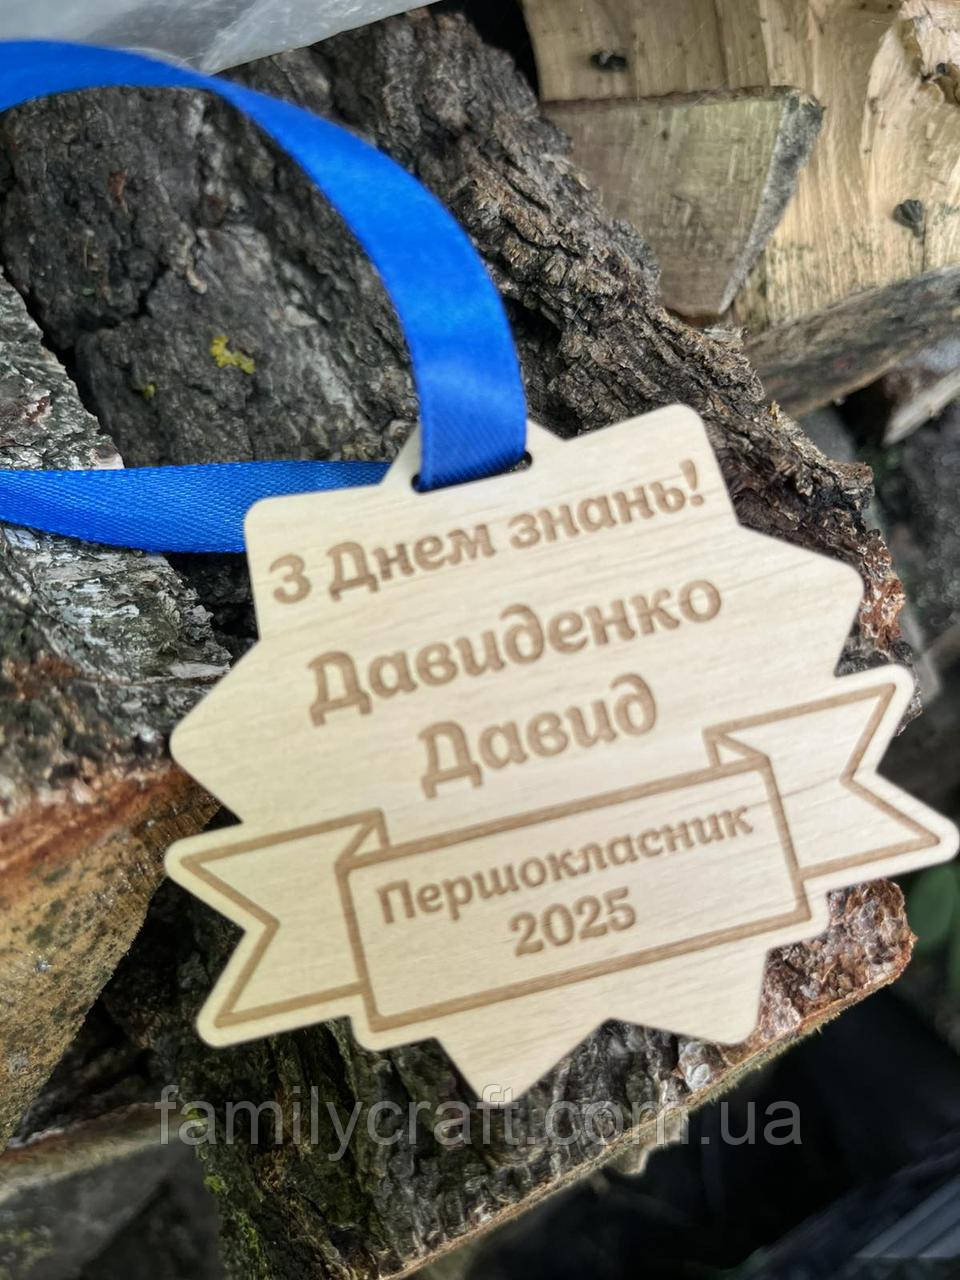 З Днем знань!
Давиденко
Давид
Першокласник
2025
familycraft.com.ua